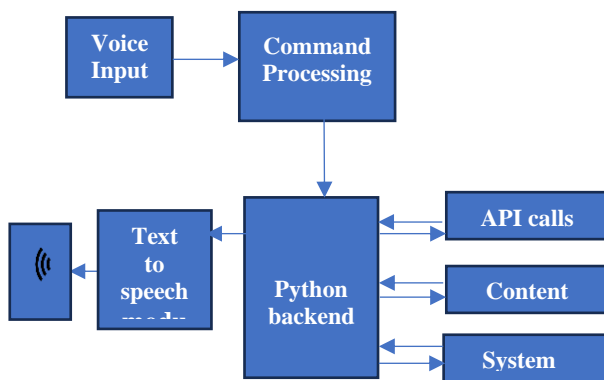 Voice
Input
Command
Processing
API calls
Text
to
speech
Python
backend
Content
System